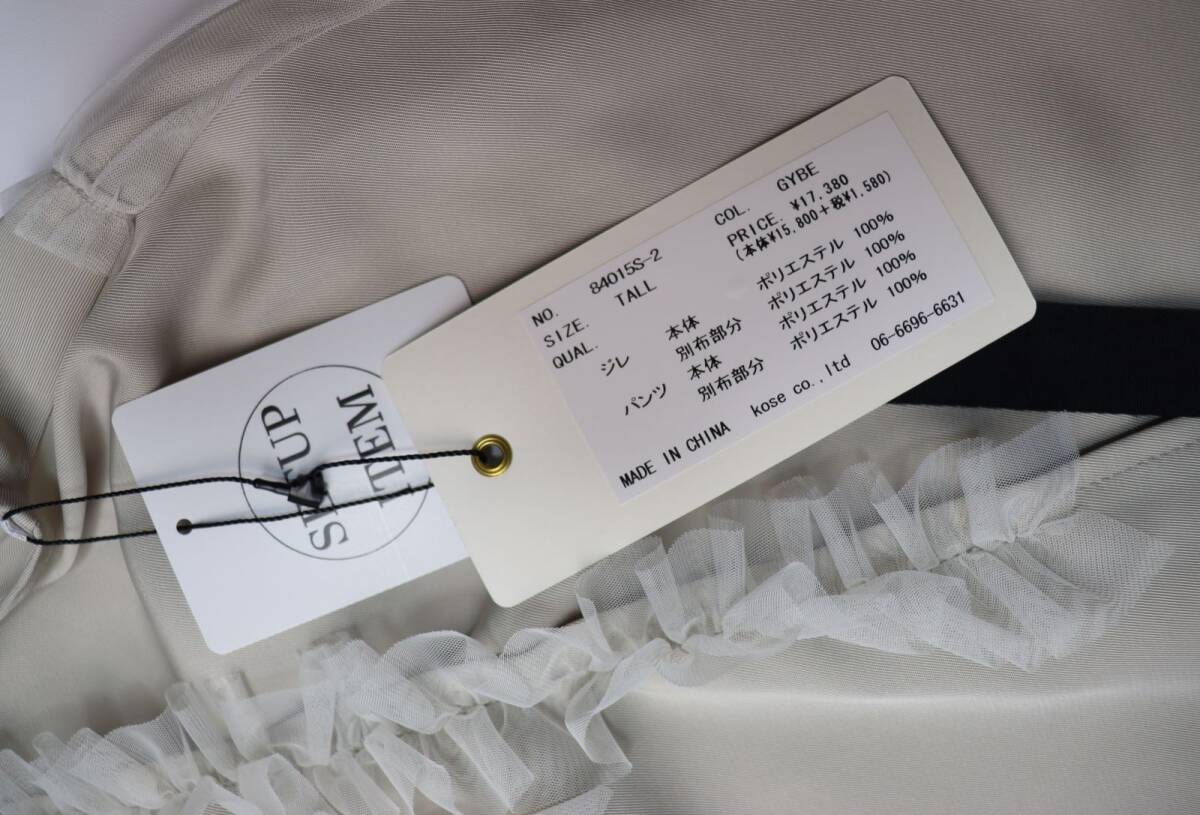 NO. 84015S-2 COL. GYBE
SIZE. TALL PRICE. ¥17,380
(本体¥15,800+税¥1,580)
QUAL.
ジレ 本体 ポリエステル 100%
別布部分 ポリエステル 100%
パンツ 本体 ポリエステル 100%
別布部分 ポリエステル 100%
MADE IN CHINA kose co.,ltd 06-6696-6631
UP
ITEM